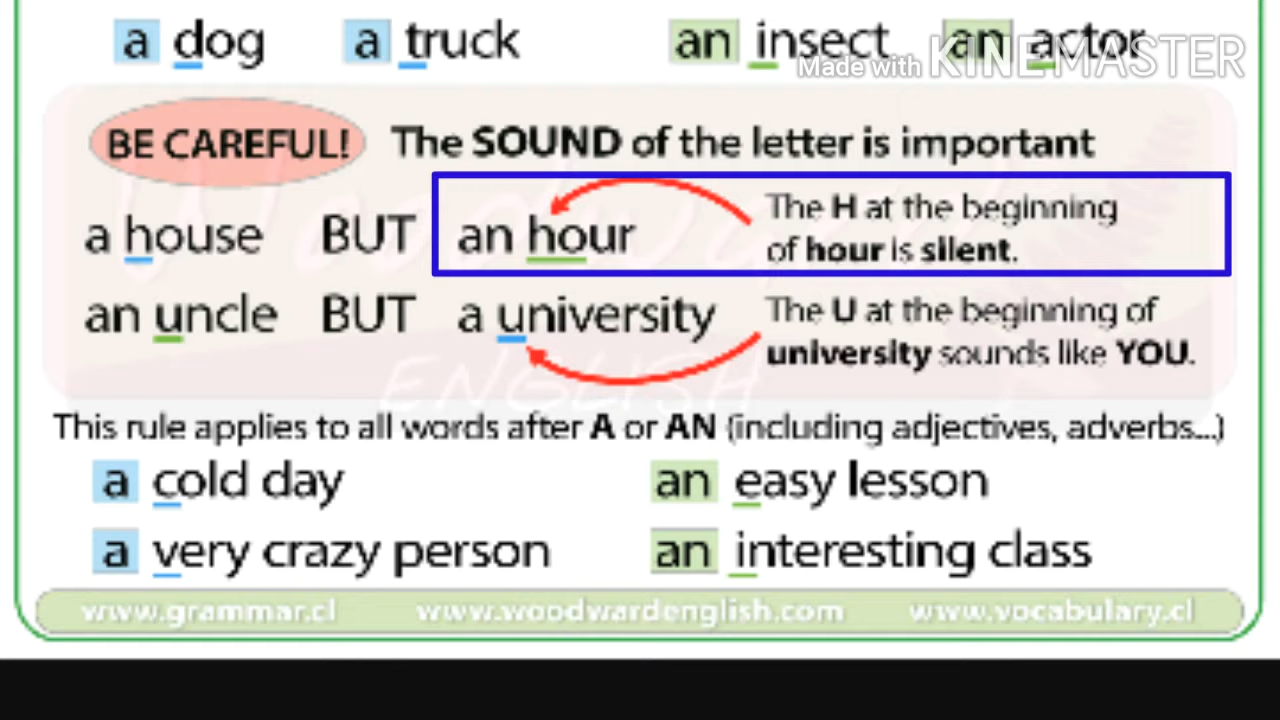 a dog a truck an insect an actor
Made with KINEMASTER
BE CAREFUL! The SOUND of the letter is important
a house BUT an hour The H at the beginning
of hour is silent.
an uncle BUT a university The U at the beginning of
university sounds like YOU.
ENGLISH
This rule applies to all words after A or AN (including adjectives, adverbs...)
a cold day an easy lesson
a very crazy person an interesting class
www.grammar.cl www.woodwardenglish.com www.vocabulary.cl